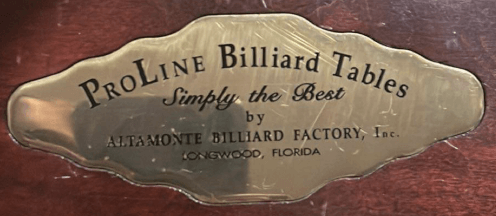 ProLine Billiard Tables
Simply the Best
by
ALTAMONTE BILLIARD FACTORY, Inc.
LONGWOOD, FLORIDA